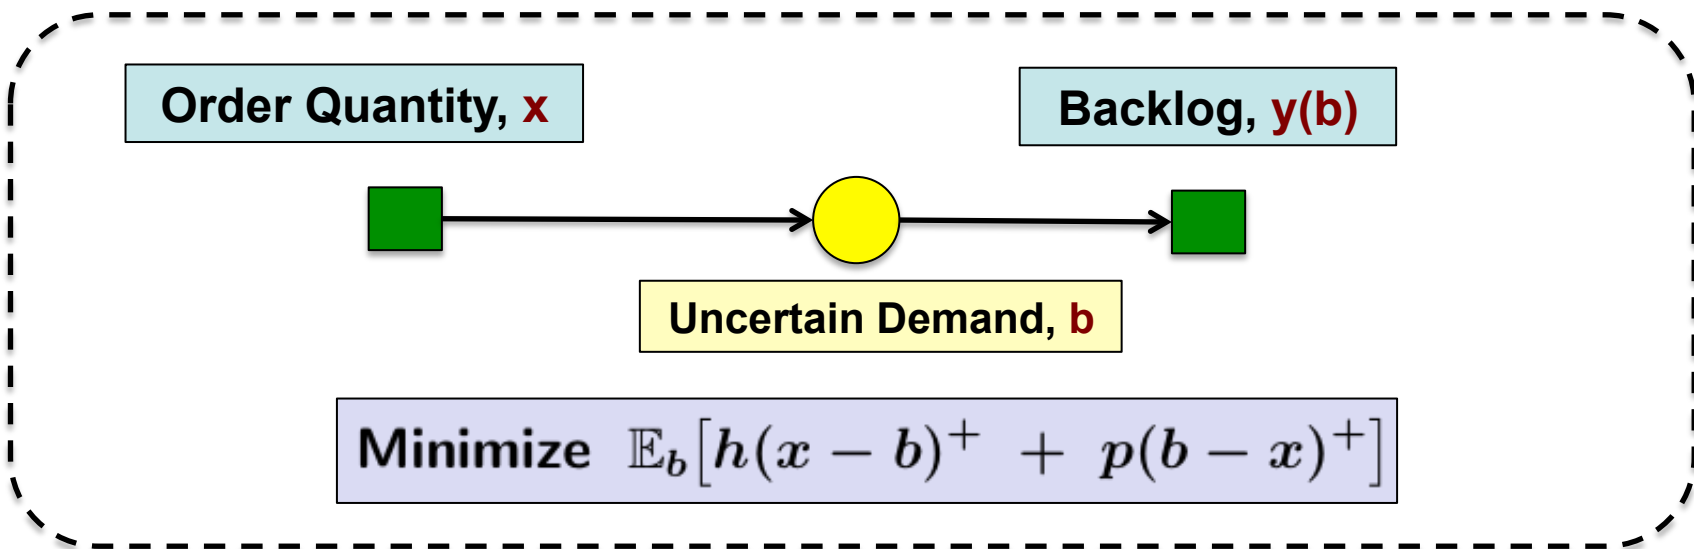 Order Quantity, x
Backlog, y(b)
Uncertain Demand, b
Minimize 𝔼_b[h(x − b)⁺ + p(b − x)⁺]